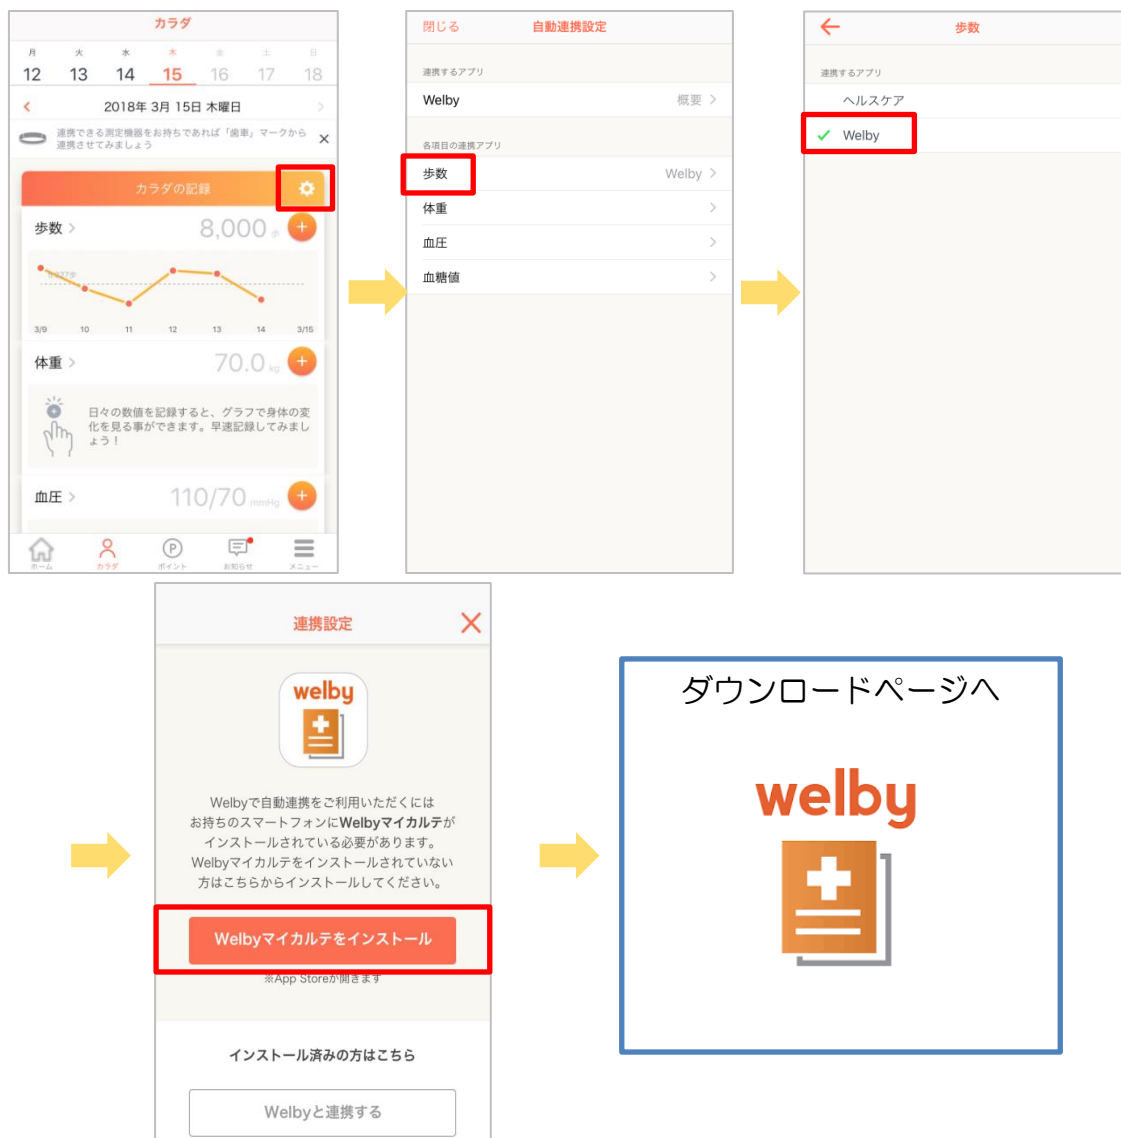 カラダ
月 火 水 木 金 土 日
12 13 14 15 16 17 18
2018年 3月 15日 木曜日
連携できる測定機器をお持ちであれば「歯車」マークから
連携させてみましょう
カラダの記録
歩数
8,000 歩
3/9 10 11 12 13 14 3/15
体重
70.0 kg
日々の数値を記録すると、グラフで身体の変
化を見る事ができます。早速記録してみまし
ょう！
血圧
110/70 mmHg
ホーム カラダ ポイント お知らせ メニュー
閉じる 自動連携設定
連携するアプリ
Welby 概要
各項目の連携アプリ
歩数 Welby
体重
血圧
血糖値
歩数
連携するアプリ
ヘルスケア
Welby
連携設定
welby
Welbyで自動連携をご利用いただくには
お持ちのスマートフォンにWelbyマイカルテが
インストールされている必要があります。
Welbyマイカルテをインストールされていない
方はこちらからインストールしてください。
Welbyマイカルテをインストール
※App Storeが開きます
インストール済みの方はこちら
Welbyと連携する
ダウンロードページへ
welby